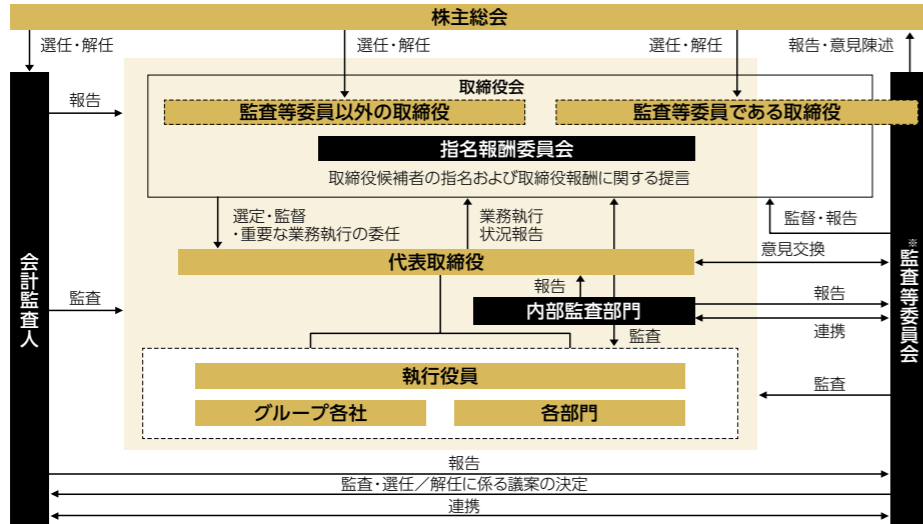 株主総会
選任・解任
選任・解任
選任・解任
報告・意見陳述
取締役会
報告
監査等委員以外の取締役
監査等委員である取締役
指名報酬委員会
取締役候補者の指名および取締役報酬に関する提言
選定・監督
・重要な業務執行の委任
業務執行
状況報告
監督・報告
代表取締役
意見交換
会計監査人
※監査等委員会
監査
報告
内部監査部門
報告
連携
監査
執行役員
監査
グループ各社
各部門
報告
監査・選任／解任に係る議案の決定
連携